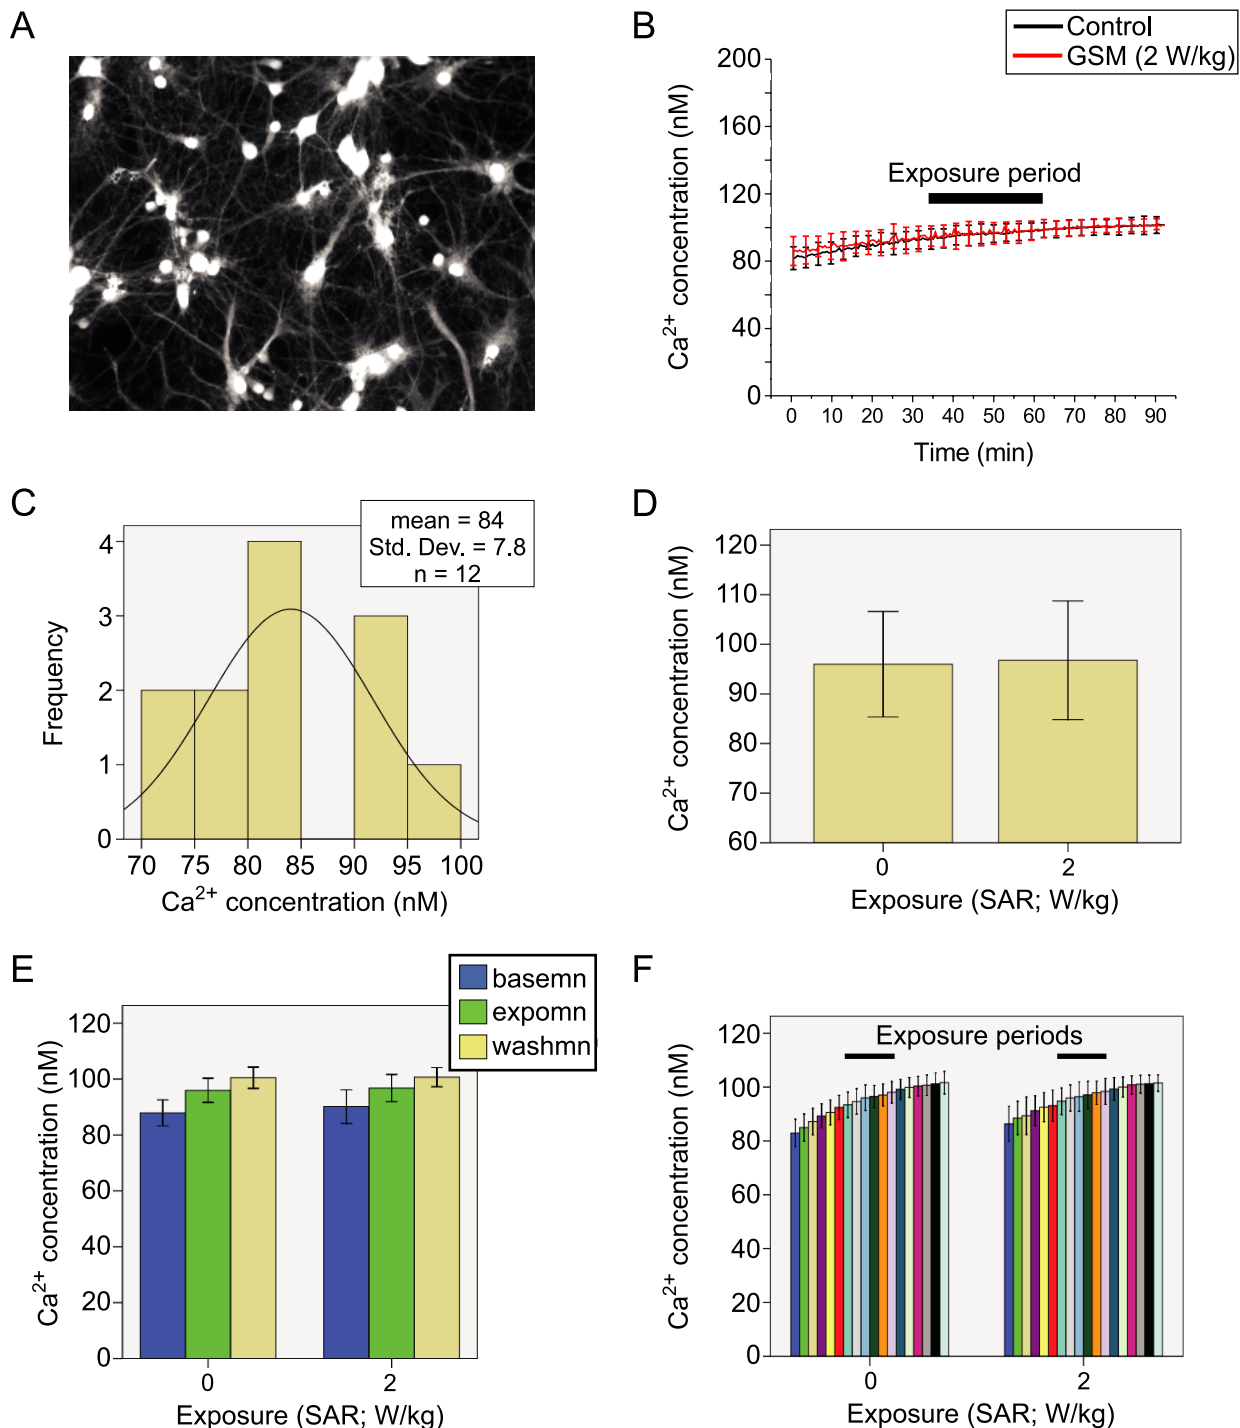 A
B
Control
GSM (2 W/kg)
200
160
120
80
40
0
Ca²⁺ concentration (nM)
Exposure period
0 10 20 30 40 50 60 70 80 90
Time (min)
C
mean = 84
Std. Dev. = 7.8
n = 12
4
3
2
1
0
Frequency
70 75 80 85 90 95 100
Ca²⁺ concentration (nM)
D
120
110
100
90
80
70
60
Ca²⁺ concentration (nM)
0 2
Exposure (SAR; W/kg)
E
basemn
expomn
washmn
120
100
80
60
40
20
0
Ca²⁺ concentration (nM)
0 2
Exposure (SAR; W/kg)
F
Exposure periods
120
100
80
60
40
20
0
Ca²⁺ concentration (nM)
0 2
Exposure (SAR; W/kg)